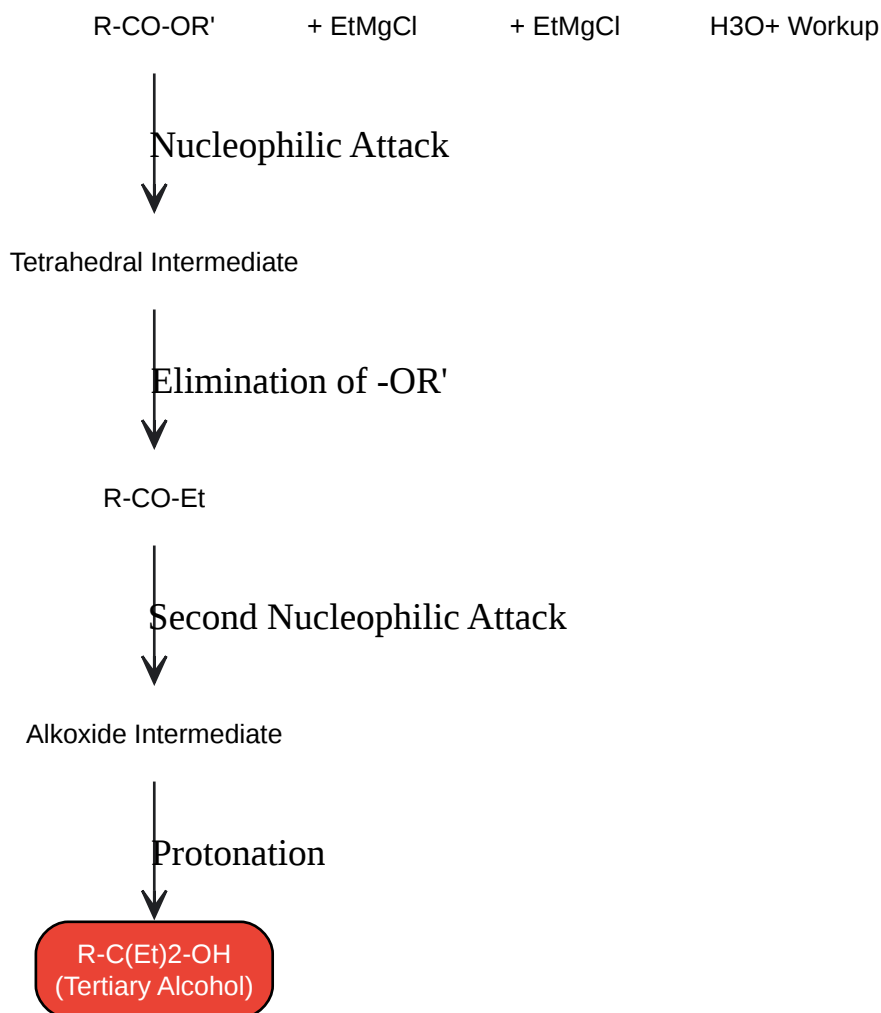 R-CO-OR' + EtMgCl + EtMgCl H3O+ Workup
Nucleophilic Attack
Tetrahedral Intermediate
Elimination of -OR'
R-CO-Et
Second Nucleophilic Attack
Alkoxide Intermediate
Protonation
R-C(Et)2-OH
(Tertiary Alcohol)